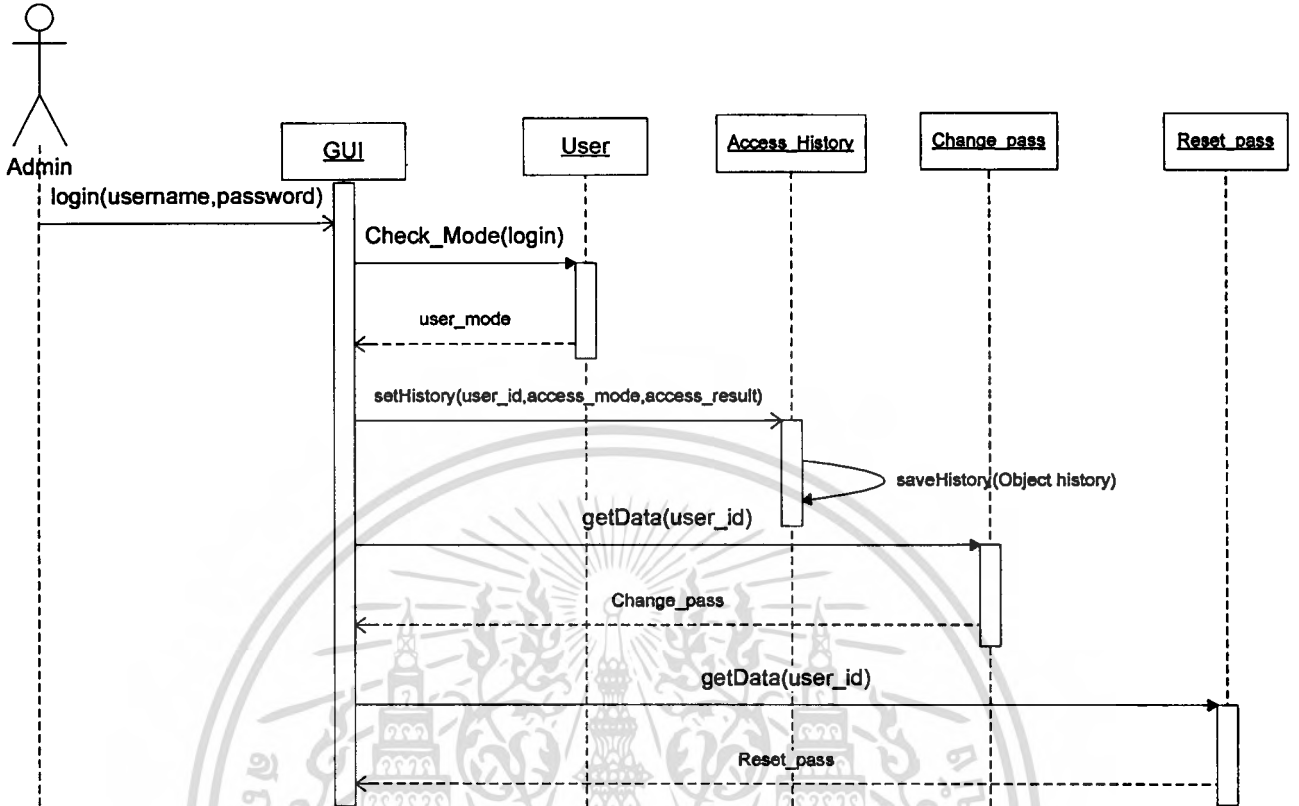 Admin
GUI
User
Access_History
Change_pass
Reset_pass
login(username,password)
Check_Mode(login)
user_mode
setHistory(user_id,access_mode,access_result)
saveHistory(Object history)
getData(user_id)
Change_pass
getData(user_id)
Reset_pass